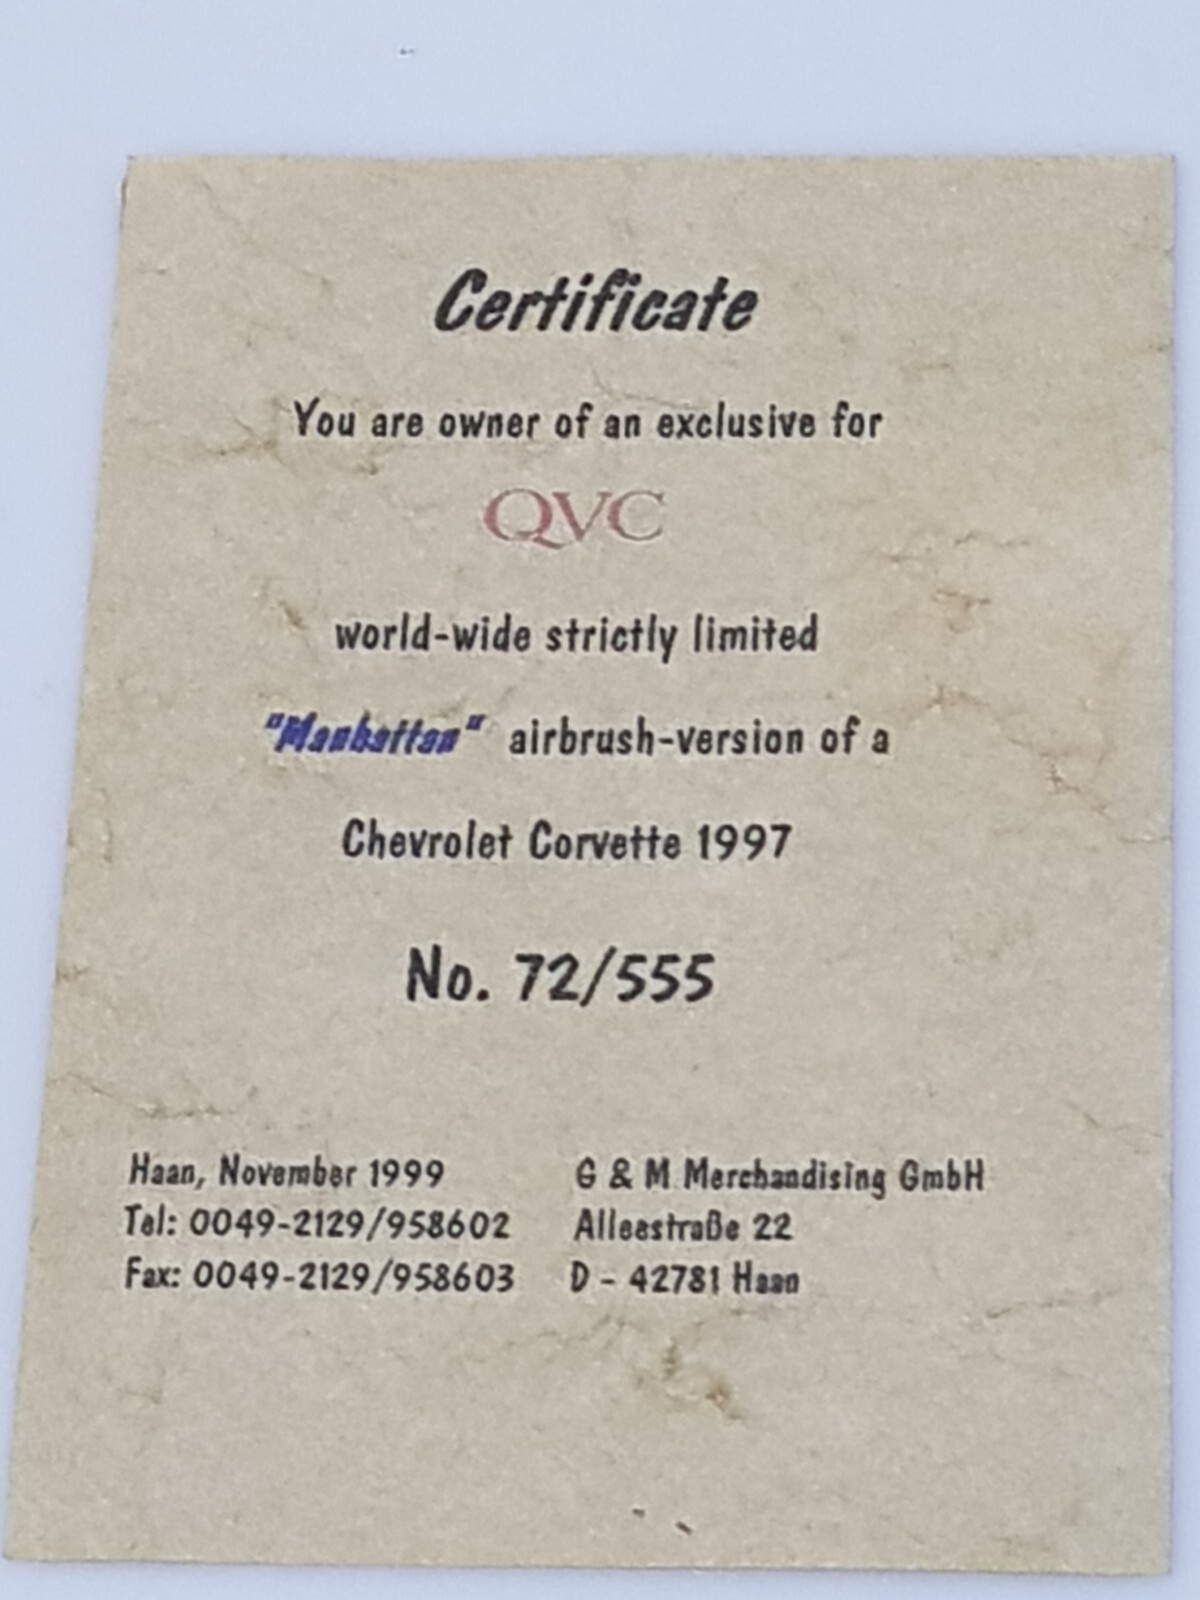 Certificate
You are owner of an exclusive for
QVC
world-wide strictly limited
"Manhattan" airbrush-version of a
Chevrolet Corvette 1997
No. 72/555
Haan, November 1999
Tel: 0049-2129/958602
Fax: 0049-2129/958603
G & M Merchandising GmbH
Alleestraße 22
D - 42781 Haan